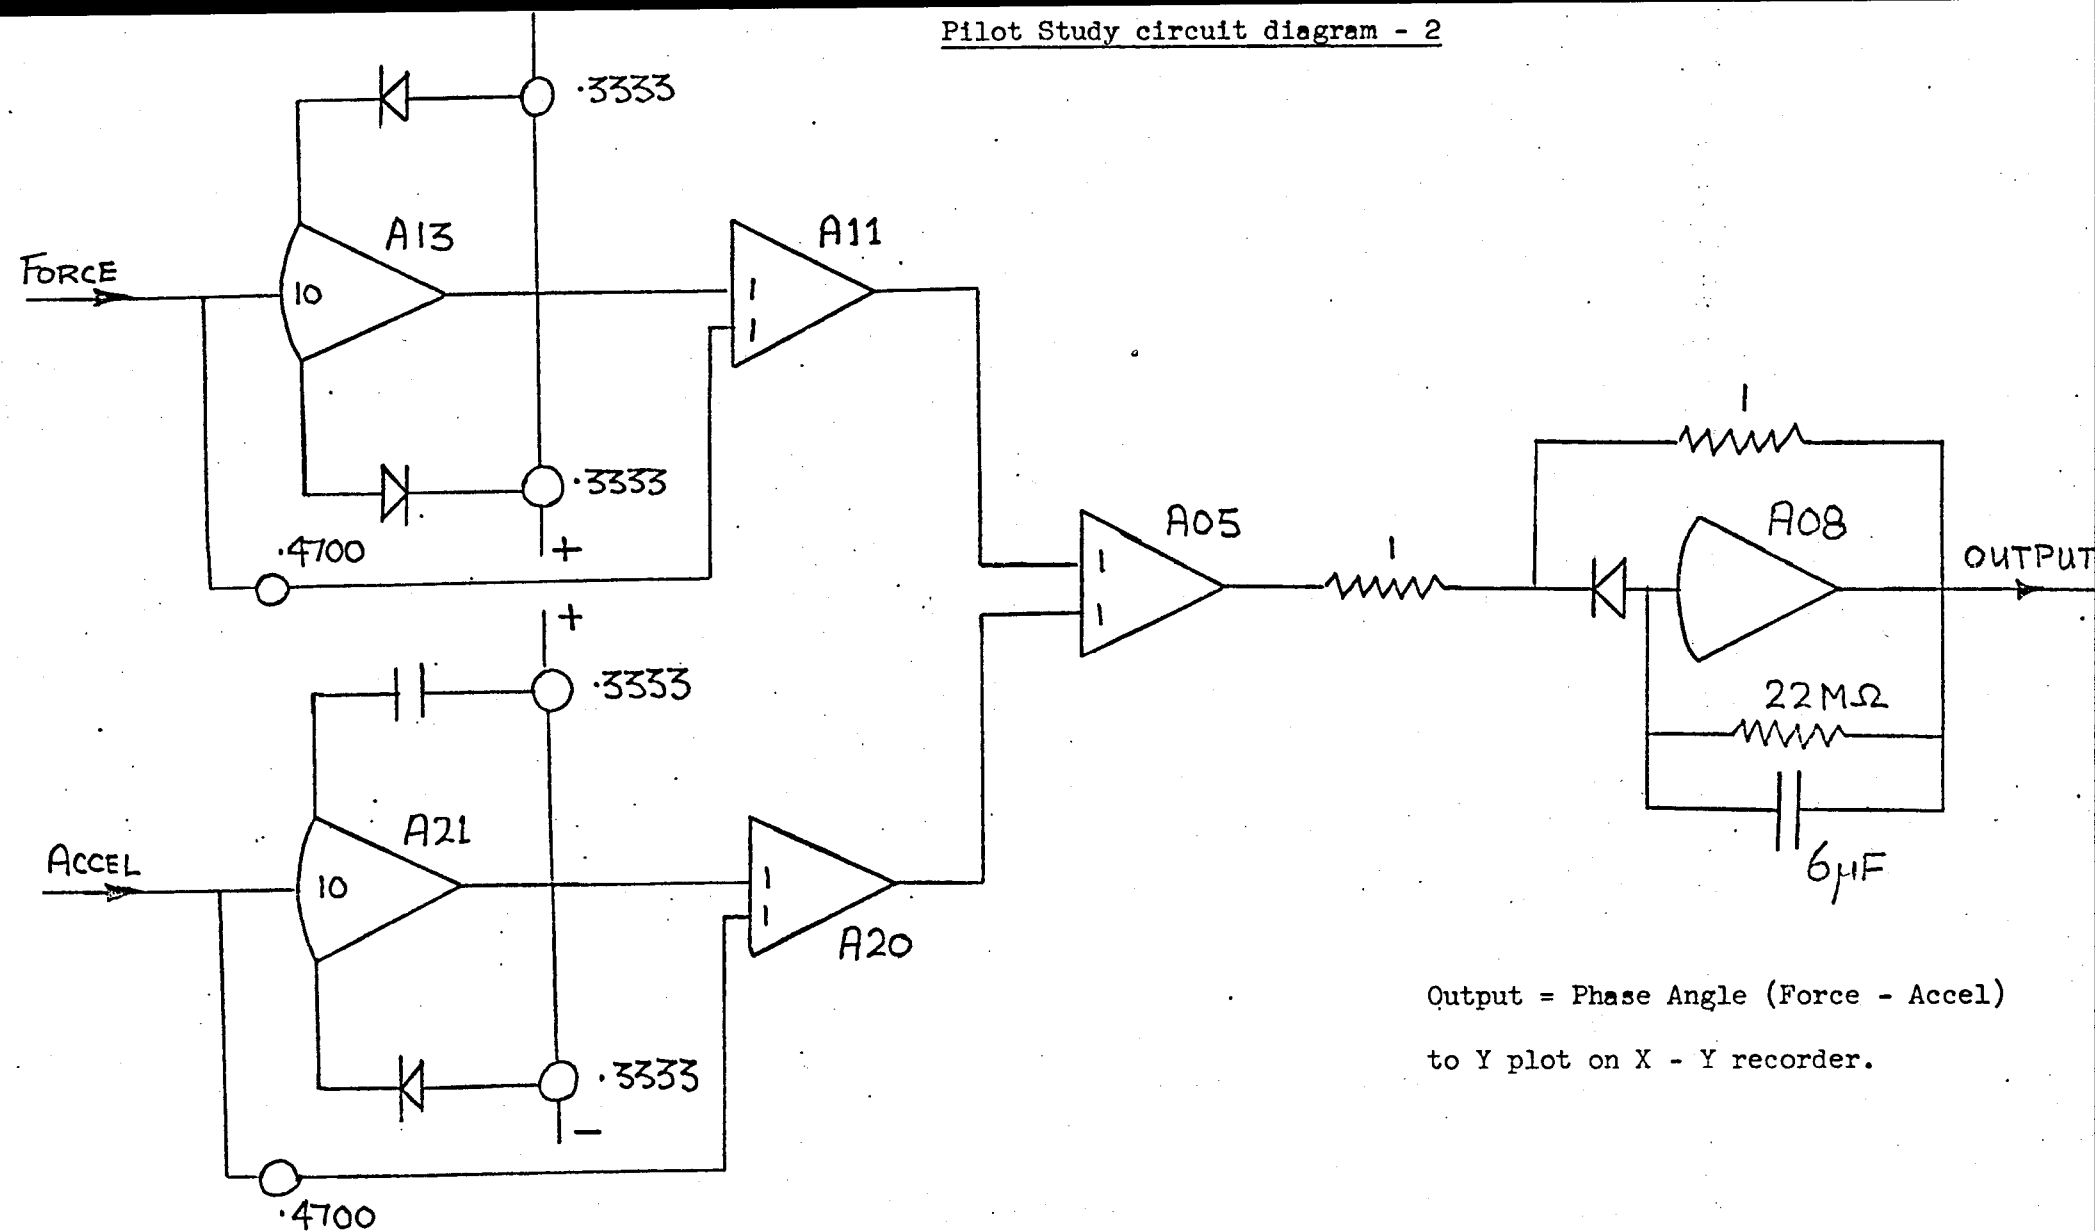 Pilot Study circuit diagram - 2
.3333
A13
A11
FORCE
10
1
1
.3333
+
.4700
1
A05
1
A08
OUTPUT
1
1
+
.3333
22MΩ
A21
ACCEL
10
1
1
6µF
A20
Output = Phase Angle (Force - Accel)
to Y plot on X - Y recorder.
.3333
-
.4700